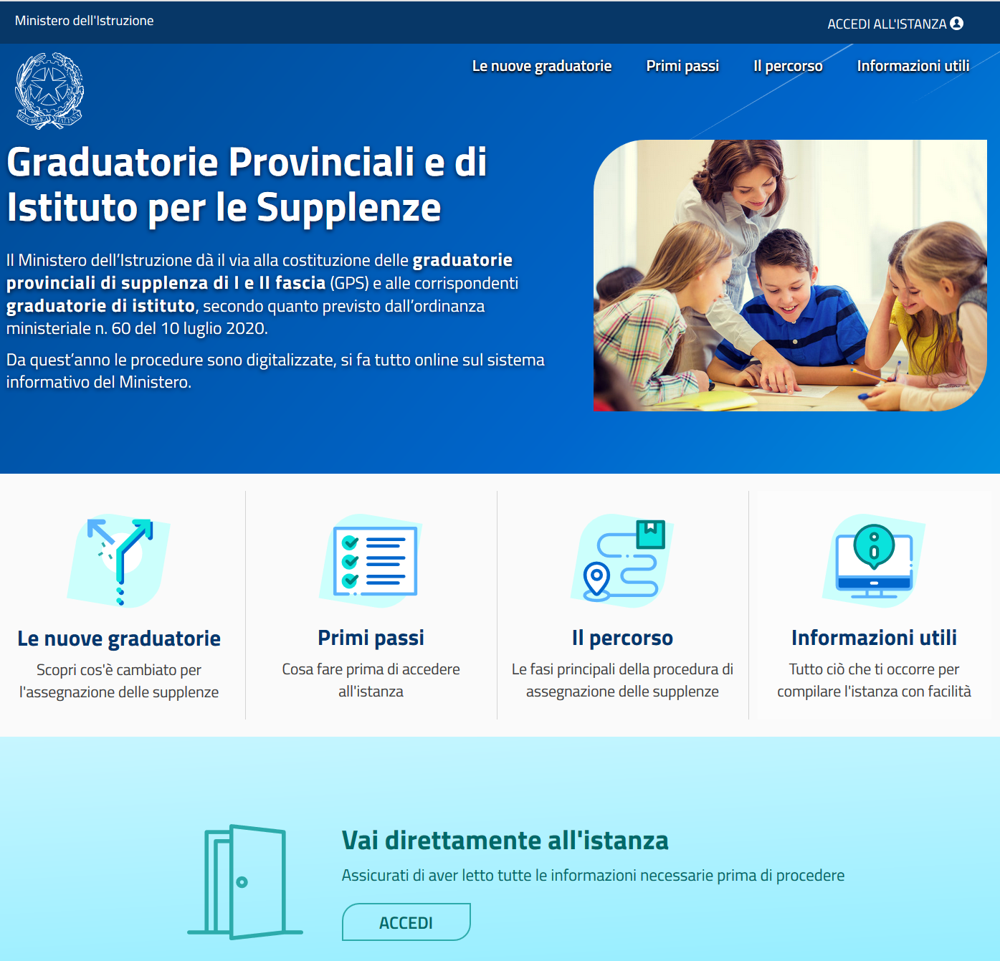 Ministero dell'Istruzione
ACCEDI ALL'ISTANZA
Le nuove graduatorie
Primi passi
Il percorso
Informazioni utili
REPVBBLICA ITALIANA
Graduatorie Provinciali e di
Istituto per le Supplenze
Il Ministero dell’Istruzione dà il via alla costituzione delle graduatorie
provinciali di supplenza di I e II fascia (GPS) e alle corrispondenti
graduatorie di istituto, secondo quanto previsto dall’ordinanza
ministeriale n. 60 del 10 luglio 2020.
Da quest’anno le procedure sono digitalizzate, si fa tutto online sul sistema
informativo del Ministero.
Le nuove graduatorie
Scopri cos'è cambiato per
l'assegnazione delle supplenze
Primi passi
Cosa fare prima di accedere
all'istanza
Il percorso
Le fasi principali della procedura di
assegnazione delle supplenze
Informazioni utili
Tutto ciò che ti occorre per
compilare l'istanza con facilità
Vai direttamente all'istanza
Assicurati di aver letto tutte le informazioni necessarie prima di procedere
ACCEDI